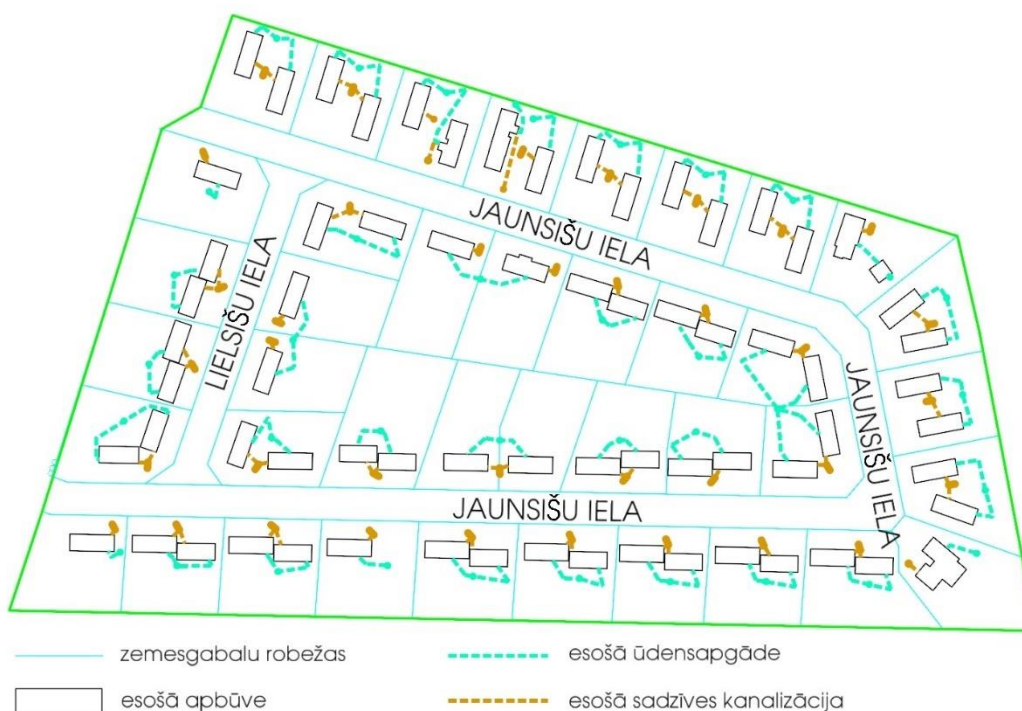 JAUNSIŠU IELA
LIELSIŠU IELA
JAUNSIŠU IELA
JAUNSIŠU IELA
zemesgabalu robežas
esošā ūdensapgāde
esošā apbūve
esošā sadzīves kanalizācija